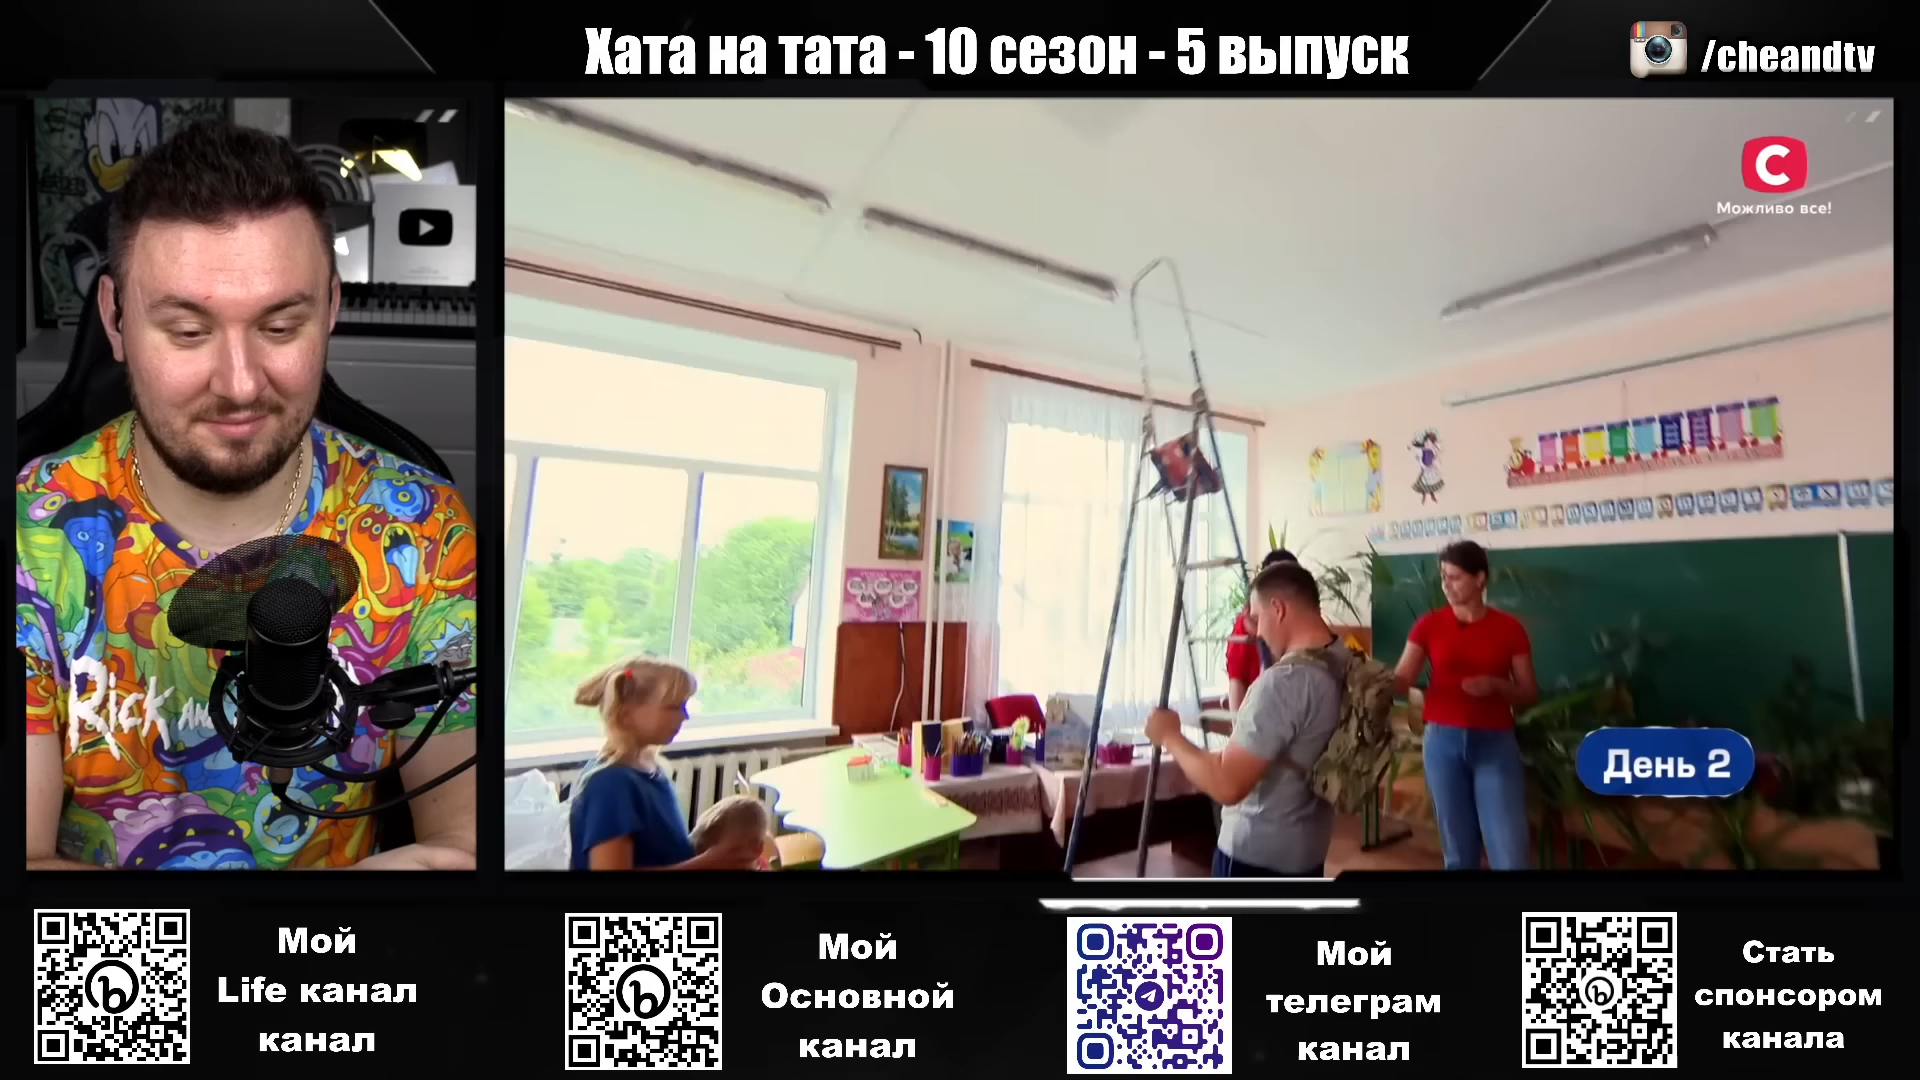 Хата на тата - 10 сезон - 5 выпуск
/cheandtv
С
Можливо все!
RICK AND
День 2
Мой
Life канал
канал
Мой
Основной
канал
Мой
телеграм
канал
Стать
спонсором
канала